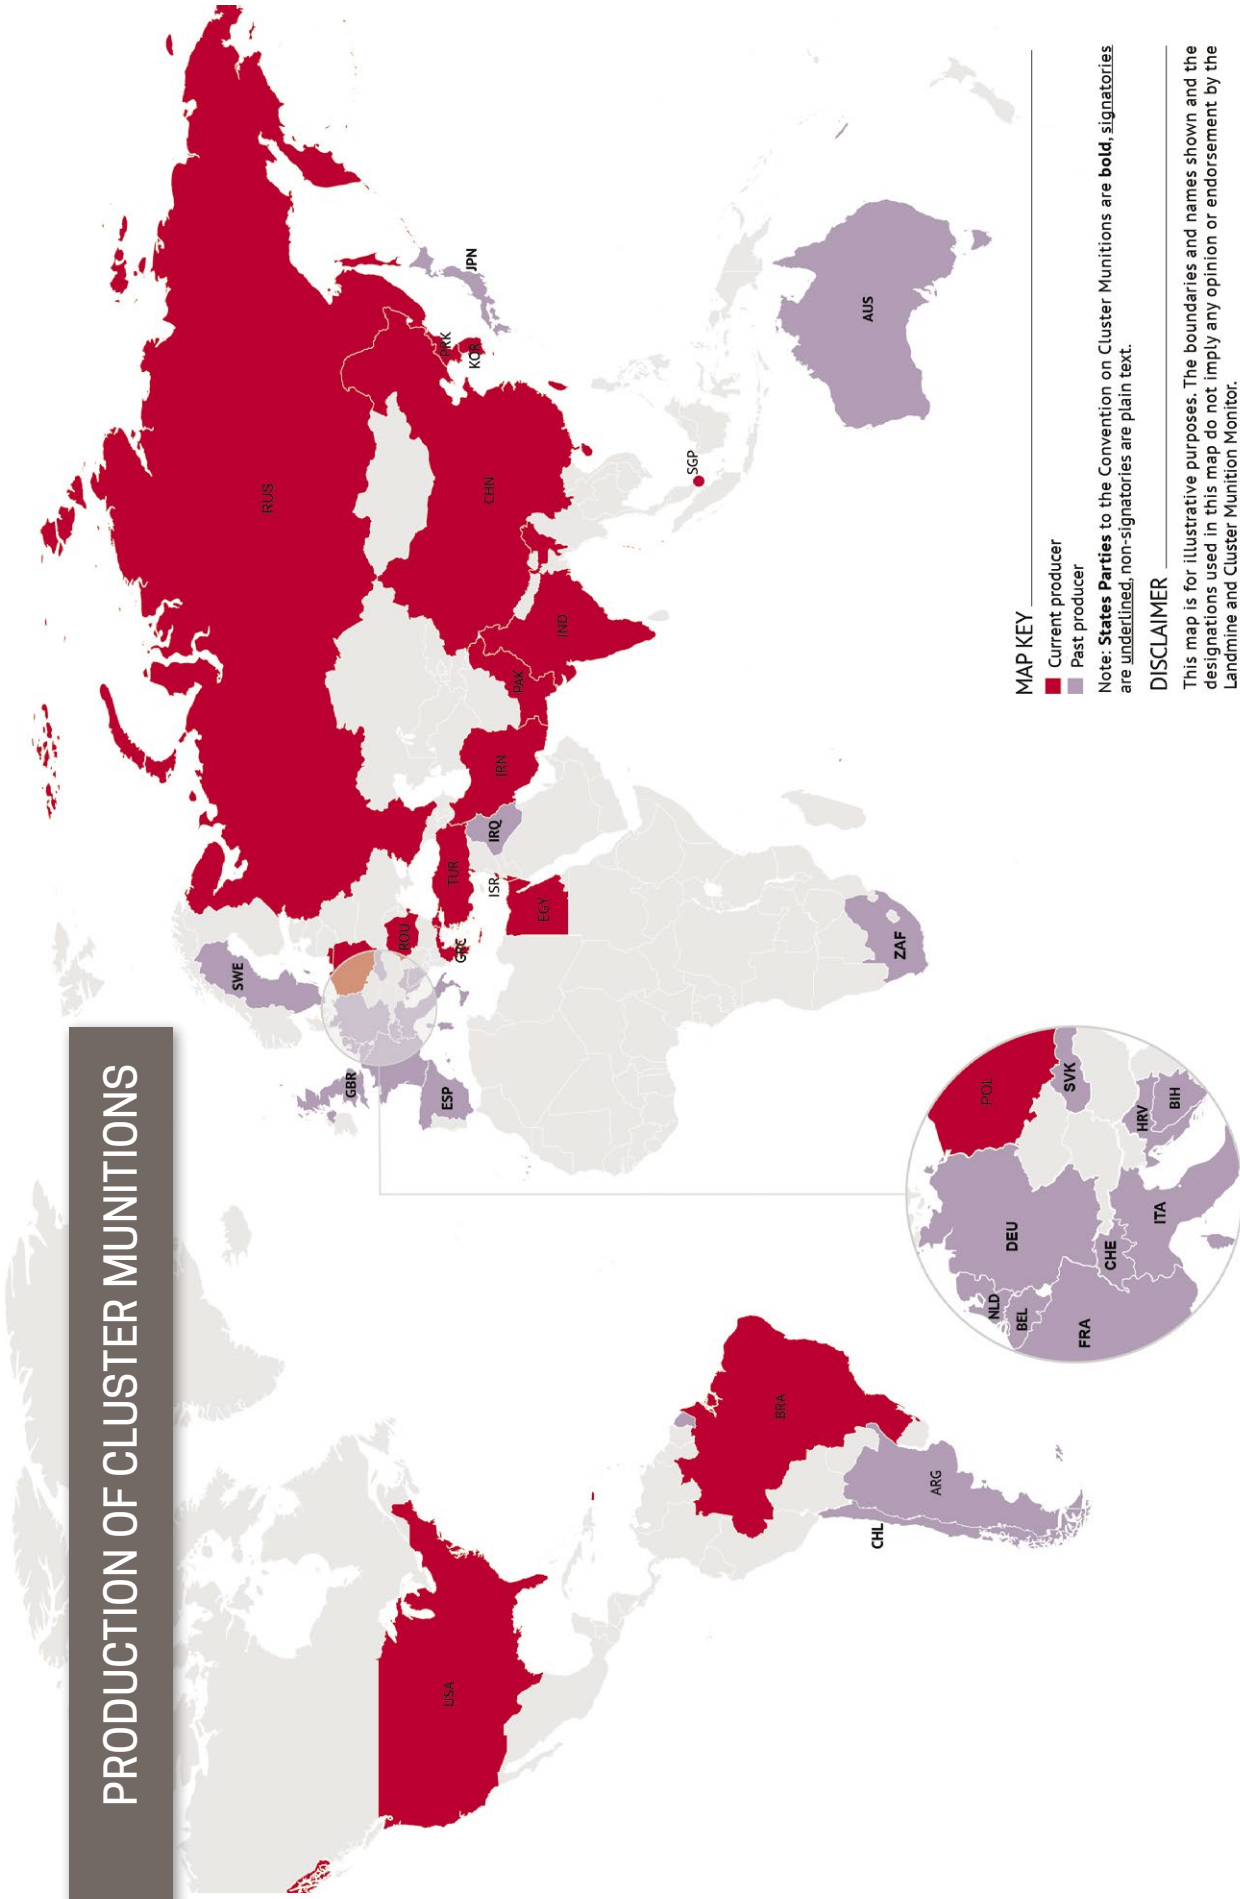 PRODUCTION OF CLUSTER MUNITIONS
RUS
JPN
PRK
KOR
CHN
SGP
AUS
IND
PAK
IRN
IRQ
TUR
ISR
EGY
ROU
GRC
SWE
GBR
ESP
ZAF
USA
BRA
CHL
ARG
POL
SVK
HRV
BIH
DEU
CHE
ITA
NLD
BEL
FRA
MAP KEY
Current producer
Past producer
Note: States Parties to the Convention on Cluster Munitions are bold, signatories
are underlined, non-signatories are plain text.
DISCLAIMER
This map is for illustrative purposes. The boundaries and names shown and the
designations used in this map do not imply any opinion or endorsement by the
Landmine and Cluster Munition Monitor.